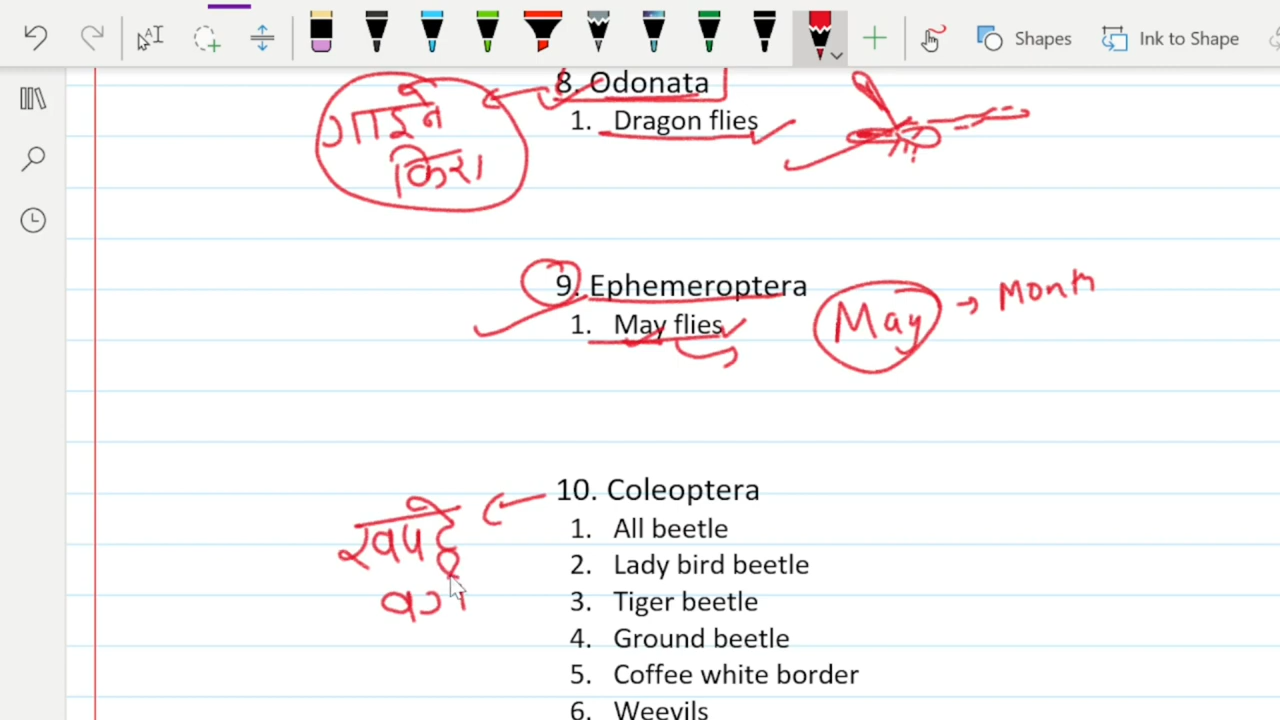 Shapes
Ink to Shape
8. Odonata
1. Dragon flies
9. Ephemeroptera
1. May flies
May → Month
10. Coleoptera
1. All beetle
2. Lady bird beetle
3. Tiger beetle
4. Ground beetle
5. Coffee white border
6. Weevils